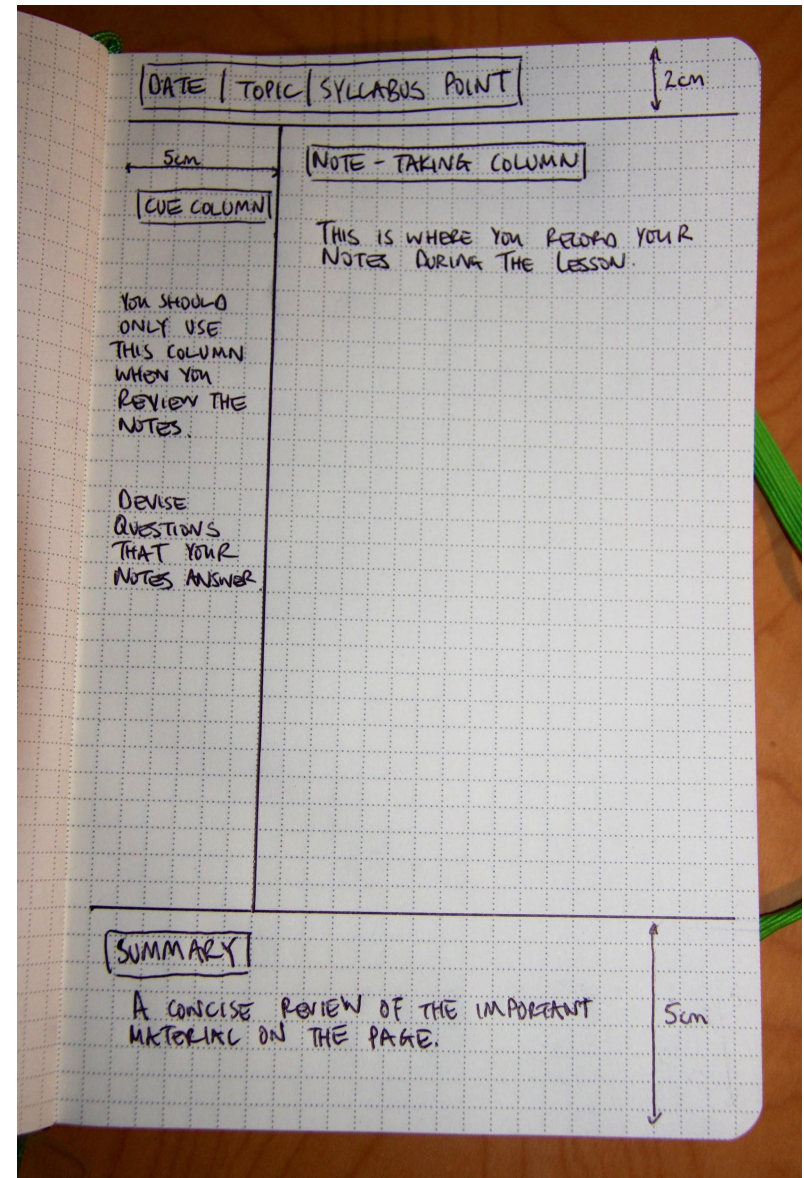 DATE | TOPIC | SYLLABUS POINT
2cm
5cm
CUE COLUMN
YOU SHOULD
ONLY USE
THIS COLUMN
WHEN YOU
REVIEW THE
NOTES.
DEVISE
QUESTIONS
THAT YOUR
NOTES ANSWER
NOTE - TAKING COLUMN
THIS IS WHERE YOU RECORD YOUR
NOTES DURING THE LESSON.
SUMMARY
A CONCISE REVIEW OF THE IMPORTANT
MATERIAL ON THE PAGE.
5cm